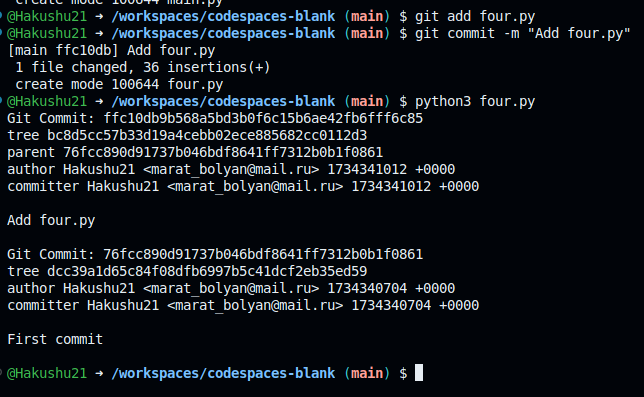 create mode 100644 main.py
@Hakushu21 ➜ /workspaces/codespaces-blank (main) $ git add four.py
@Hakushu21 ➜ /workspaces/codespaces-blank (main) $ git commit -m "Add four.py"
[main ffc10db] Add four.py
 1 file changed, 36 insertions(+)
 create mode 100644 four.py
@Hakushu21 ➜ /workspaces/codespaces-blank (main) $ python3 four.py
Git Commit: ffc10db9b568a5bd3b0f6c15b6ae42fb6fff6c85
tree bc8d5cc57b33d19a4cebb02ece885682cc0112d3
parent 76fcc890d91737b046bdf8641ff7312b0b1f0861
author Hakushu21 <marat_bolyan@mail.ru> 1734341012 +0000
committer Hakushu21 <marat_bolyan@mail.ru> 1734341012 +0000

Add four.py

Git Commit: 76fcc890d91737b046bdf8641ff7312b0b1f0861
tree dcc39a1d65c84f08dfb6997b5c41dcf2eb35ed59
author Hakushu21 <marat_bolyan@mail.ru> 1734340704 +0000
committer Hakushu21 <marat_bolyan@mail.ru> 1734340704 +0000

First commit

@Hakushu21 ➜ /workspaces/codespaces-blank (main) $